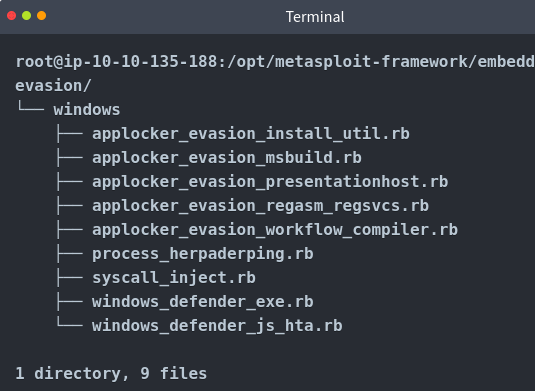 Terminal
root@ip-10-10-135-188:/opt/metasploit-framework/embedd
evasion/
└── windows
    ├── applocker_evasion_install_util.rb
    ├── applocker_evasion_msbuild.rb
    ├── applocker_evasion_presentationhost.rb
    ├── applocker_evasion_regasm_regsvcs.rb
    ├── applocker_evasion_workflow_compiler.rb
    ├── process_herpaderping.rb
    ├── syscall_inject.rb
    ├── windows_defender_exe.rb
    └── windows_defender_js_hta.rb
1 directory, 9 files